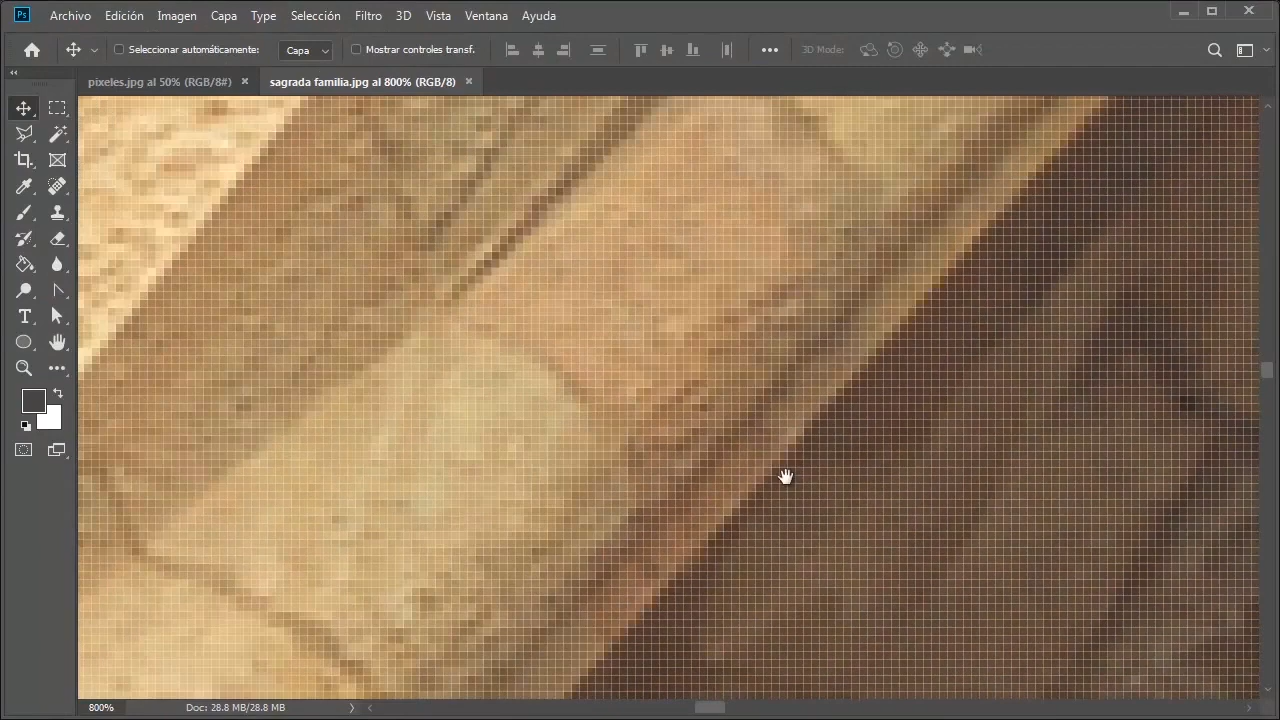 Ps Archivo Edición Imagen Capa Type Selección Filtro 3D Vista Ventana Ayuda
Seleccionar automáticamente: Capa Mostrar controles transf. 3D Mode:
pixeles.jpg al 50% (RGB/8#) sagrada familia.jpg al 800% (RGB/8)
T
800% Doc: 28.8 MB/28.8 MB